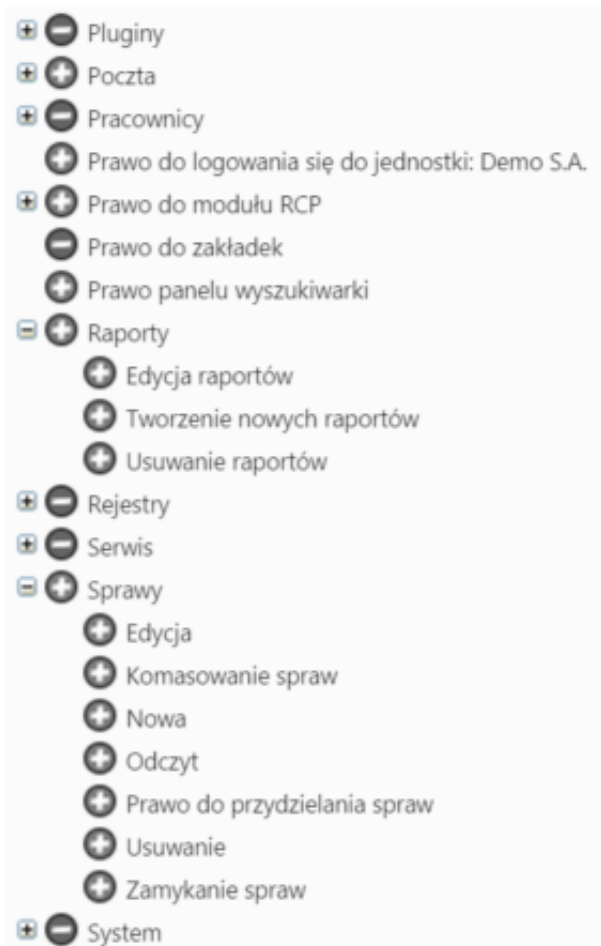 Pluginy
Poczta
Pracownicy
Prawo do logowania się do jednostki: Demo S.A.
Prawo do modułu RCP
Prawo do zakładek
Prawo panelu wyszukiwarki
Raporty
Edycja raportów
Tworzenie nowych raportów
Usuwanie raportów
Rejestry
Serwis
Sprawy
Edycja
Komasowanie spraw
Nowa
Odczyt
Prawo do przydzielania spraw
Usuwanie
Zamykanie spraw
System